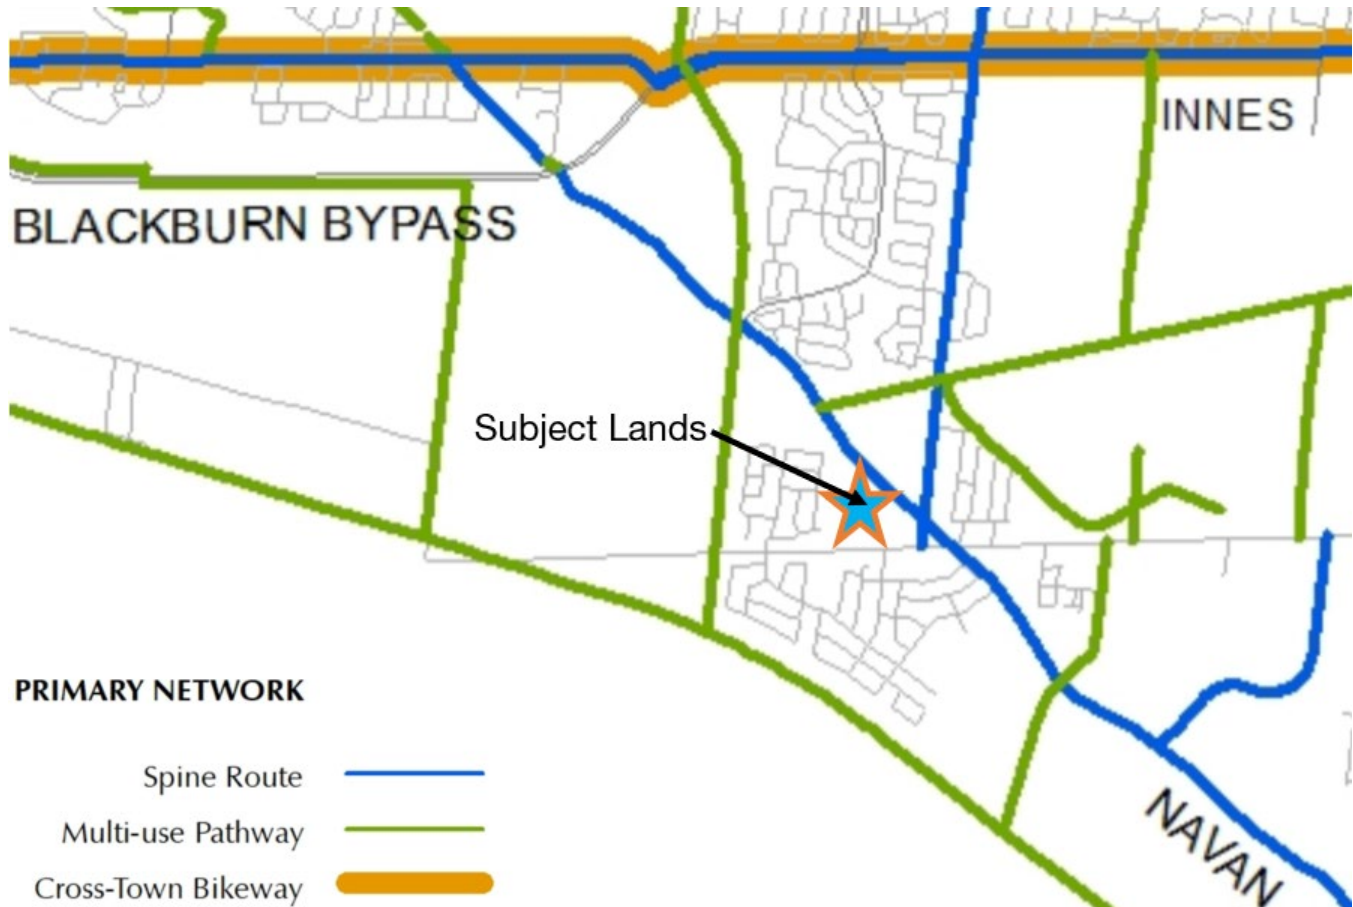 INNES
BLACKBURN BYPASS
Subject Lands
PRIMARY NETWORK
Spine Route
Multi-use Pathway
Cross-Town Bikeway
NAVAN